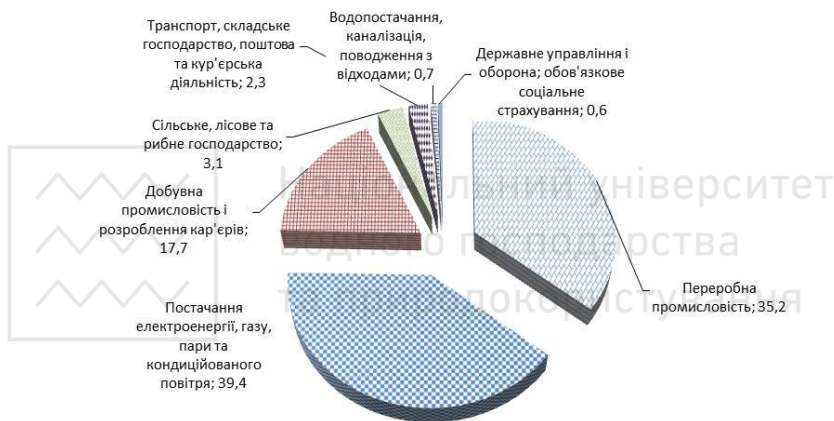 Транспорт, складське
господарство, поштова
та кур'єрська
діяльність; 2,3
Водопостачання,
каналізація,
поводження з
відходами; 0,7
Державне управління і
оборона; обов'язкове
соціальне
страхування; 0,6
Сільське, лісове та
рибне господарство;
3,1
Добувна
промисловість і
розроблення кар'єрів;
17,7
Переробна
промисловість; 35,2
Постачання
електроенергії, газу,
пари та
кондиційованого
повітря; 39,4
Національний університет
водного господарства
та природокористування